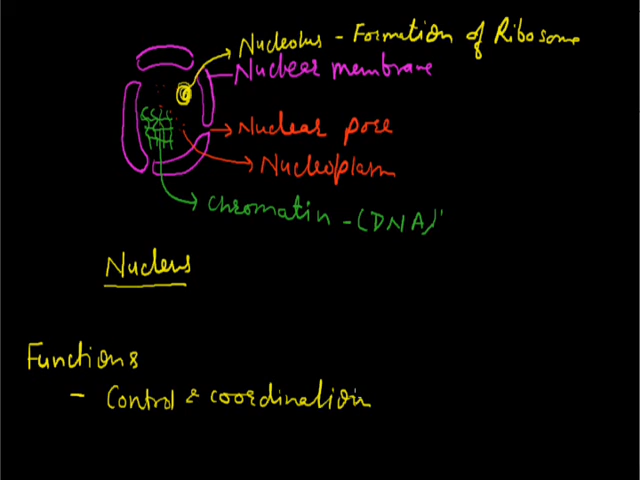 Nucleolus - Formation of Ribosome
Nuclear membrane
Nuclear pore
Nucleoplasm
Chromatin - (DNA)
Nucleus
Functions
- Control & coordination